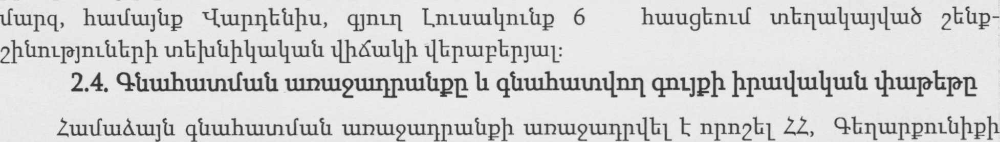 մարզ, համայնք Վարդենիս, գյուղ Լուսակունք 6 հասցեում տեղակայված շենք-
շինությունների տեխնիկական վիճակի վերաբերյալ:
2.4. Գնահատման առաջադրանքը և գնահատվող գույքի իրավական փաթեթը
Համաձայն գնահատման առաջադրանքի առաջադրվել է որոշել ՀՀ, Գեղարքունիքի